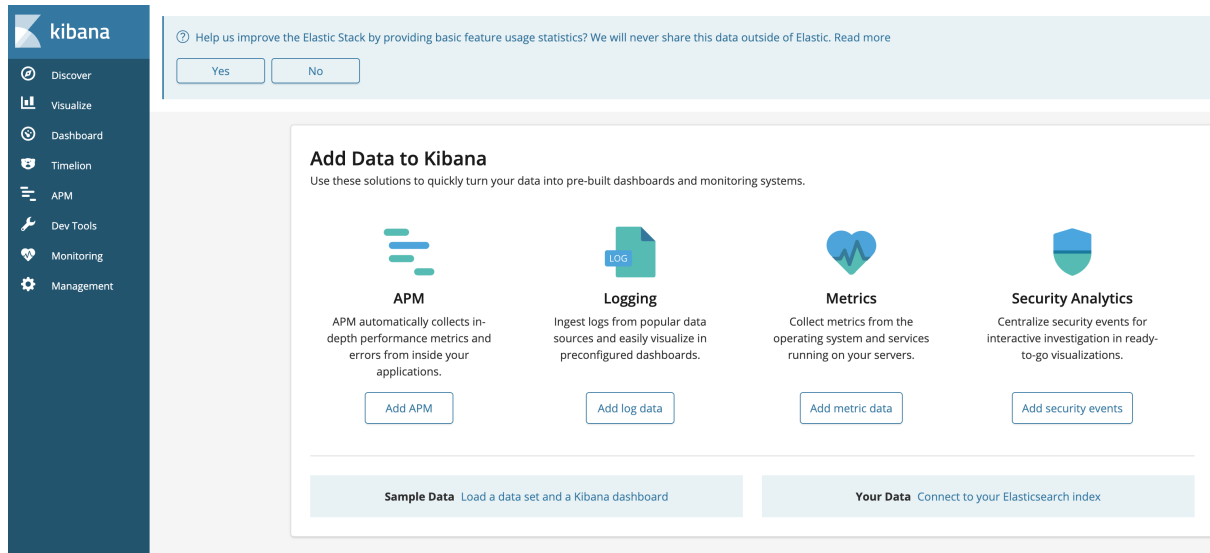 kibana
Discover
Visualize
Dashboard
Timelion
APM
Dev Tools
Monitoring
Management
Help us improve the Elastic Stack by providing basic feature usage statistics? We will never share this data outside of Elastic. Read more
Yes No
Add Data to Kibana
Use these solutions to quickly turn your data into pre-built dashboards and monitoring systems.
APM
APM automatically collects in-
depth performance metrics and
errors from inside your
applications.
Add APM
LOG
Logging
Ingest logs from popular data
sources and easily visualize in
preconfigured dashboards.
Add log data
Metrics
Collect metrics from the
operating system and services
running on your servers.
Add metric data
Security Analytics
Centralize security events for
interactive investigation in ready-
to-go visualizations.
Add security events
Sample Data Load a data set and a Kibana dashboard
Your Data Connect to your Elasticsearch index